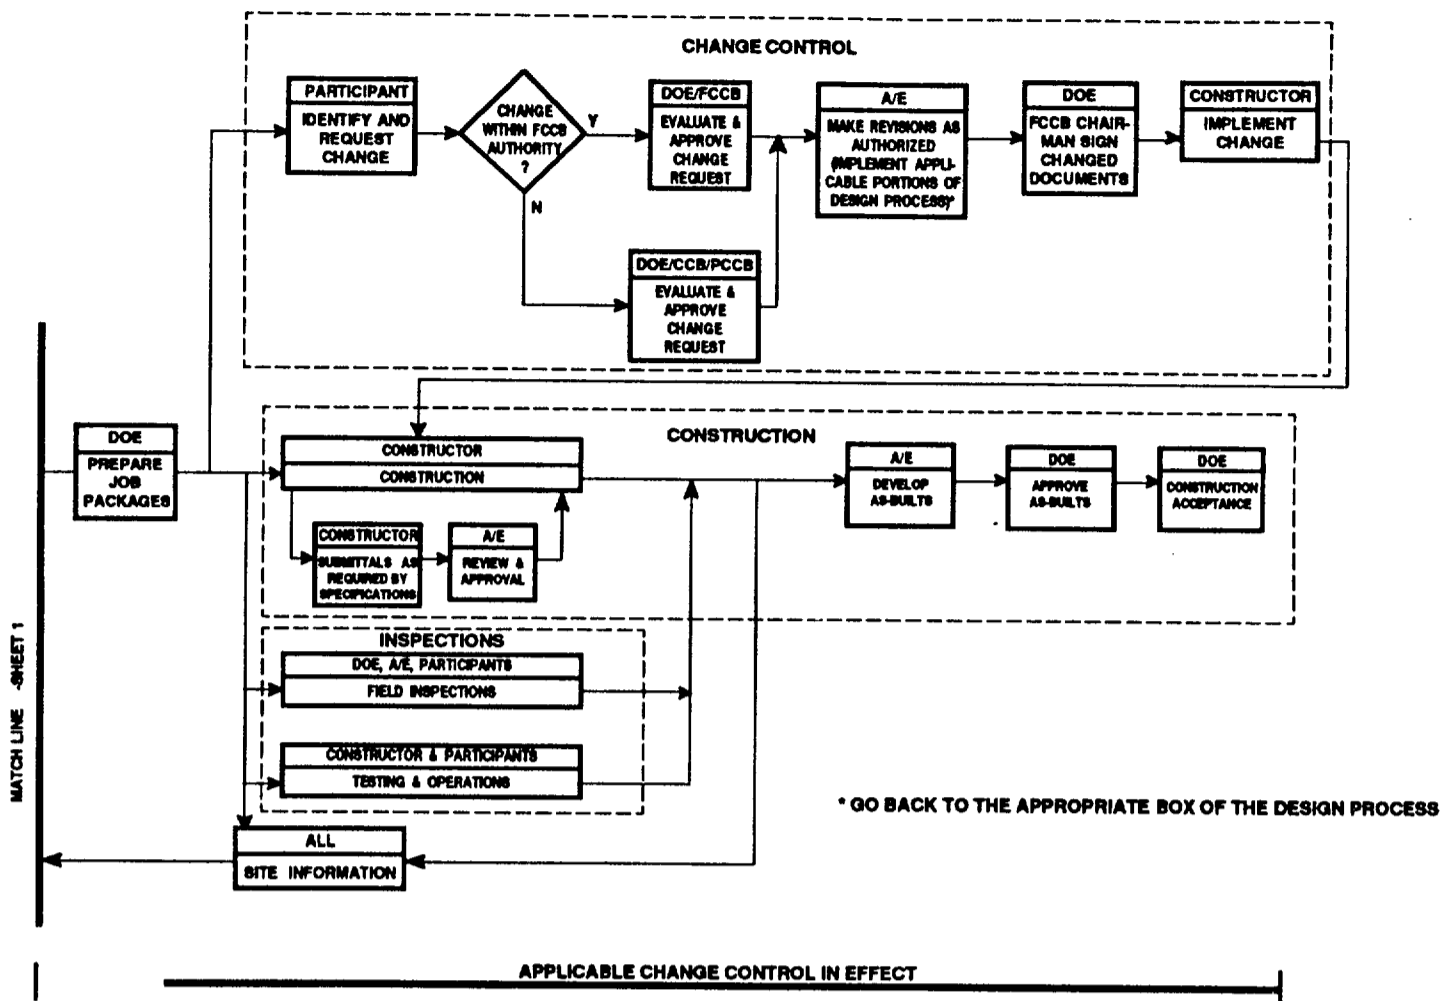 CHANGE CONTROL
PARTICIPANT
IDENTIFY AND
REQUEST
CHANGE
CHANGE
WITHIN FCCB
AUTHORITY
?
Y
N
DOE/FCCB
EVALUATE &
APPROVE
CHANGE
REQUEST
DOE/CCB/PCCB
EVALUATE &
APPROVE
CHANGE
REQUEST
A/E
MAKE REVISIONS AS
AUTHORIZED
(IMPLEMENT APPLI-
CABLE PORTIONS OF
DESIGN PROCESS)*
DOE
FCCB CHAIR-
MAN SIGN
CHANGED
DOCUMENTS
CONSTRUCTOR
IMPLEMENT
CHANGE
MATCH LINE -SHEET 1
DOE
PREPARE
JOB
PACKAGES
CONSTRUCTION
CONSTRUCTOR
CONSTRUCTION
CONSTRUCTOR
SUBMITTALS AS
REQUIRED BY
SPECIFICATIONS
A/E
REVIEW &
APPROVAL
A/E
DEVELOP
AS-BUILTS
DOE
APPROVE
AS-BUILTS
DOE
CONSTRUCTION
ACCEPTANCE
INSPECTIONS
DOE, A/E, PARTICIPANTS
FIELD INSPECTIONS
CONSTRUCTOR & PARTICIPANTS
TESTING & OPERATIONS
ALL
SITE INFORMATION
* GO BACK TO THE APPROPRIATE BOX OF THE DESIGN PROCESS
APPLICABLE CHANGE CONTROL IN EFFECT